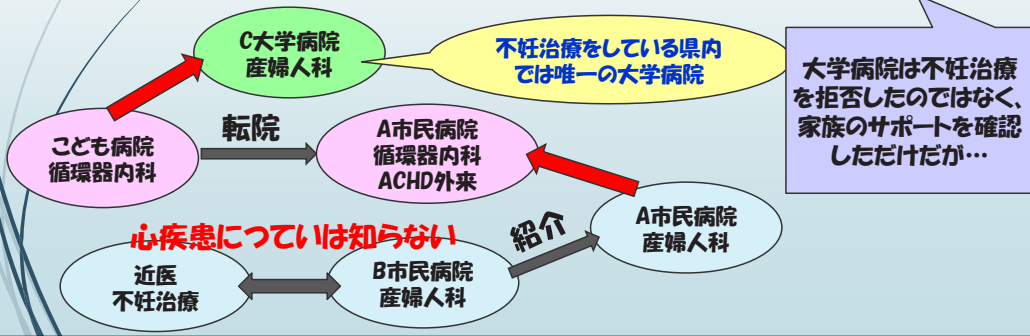 C大学病院
産婦人科
不妊治療をしている県内
では唯一の大学病院
大学病院は不妊治療
を拒否したのではなく、
家族のサポートを確認
しただけだが…
こども病院
循環器内科
転院
A市民病院
循環器内科
ACHD外来
A市民病院
産婦人科
心疾患につていは知らない
紹介
近医
不妊治療
B市民病院
産婦人科